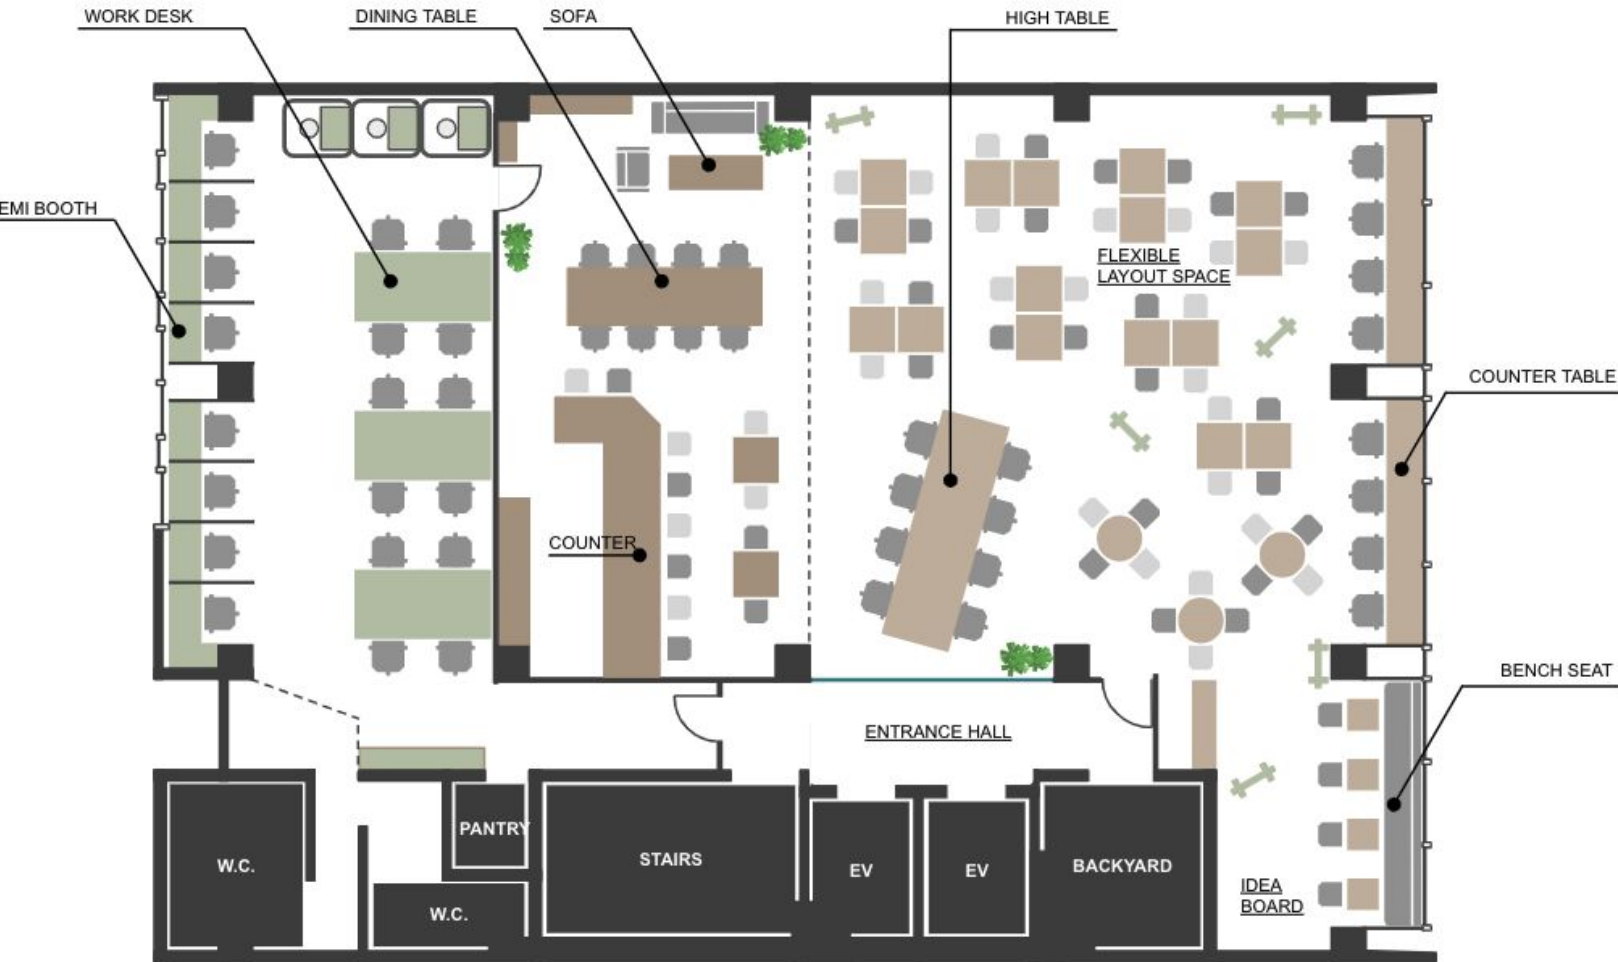 WORK DESK
DINING TABLE
SOFA
HIGH TABLE
EMI BOOTH
FLEXIBLE
LAYOUT SPACE
COUNTER TABLE
COUNTER
BENCH SEAT
ENTRANCE HALL
PANTRY
W.C.
STAIRS
EV
EV
BACKYARD
IDEA
BOARD
W.C.